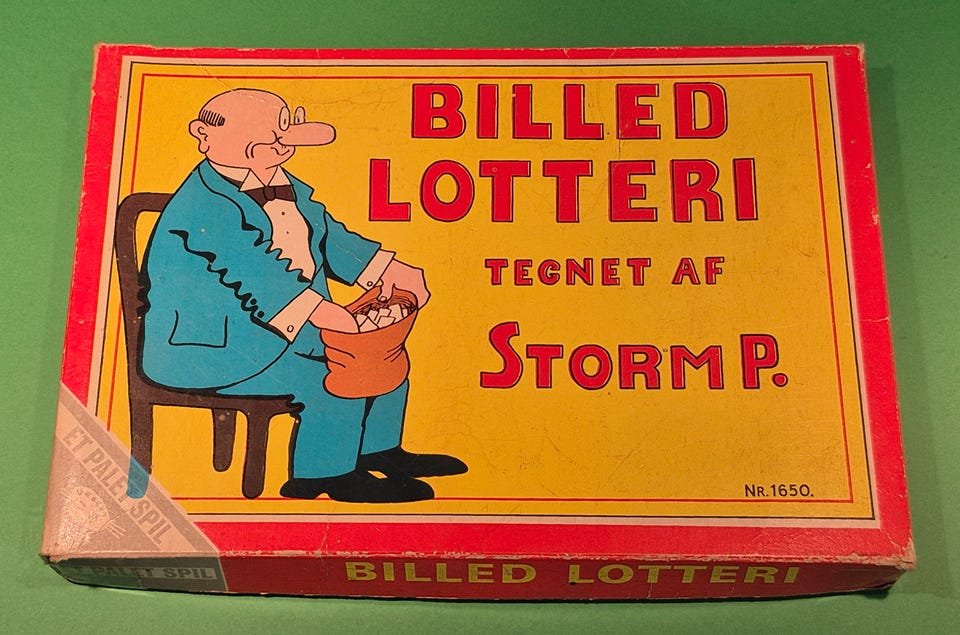 BILLED
LOTTERI
TEGNET AF
STORM P.
NR.1650.
ET PALET SPIL
PALET SPIL
BILLED LOTTERI